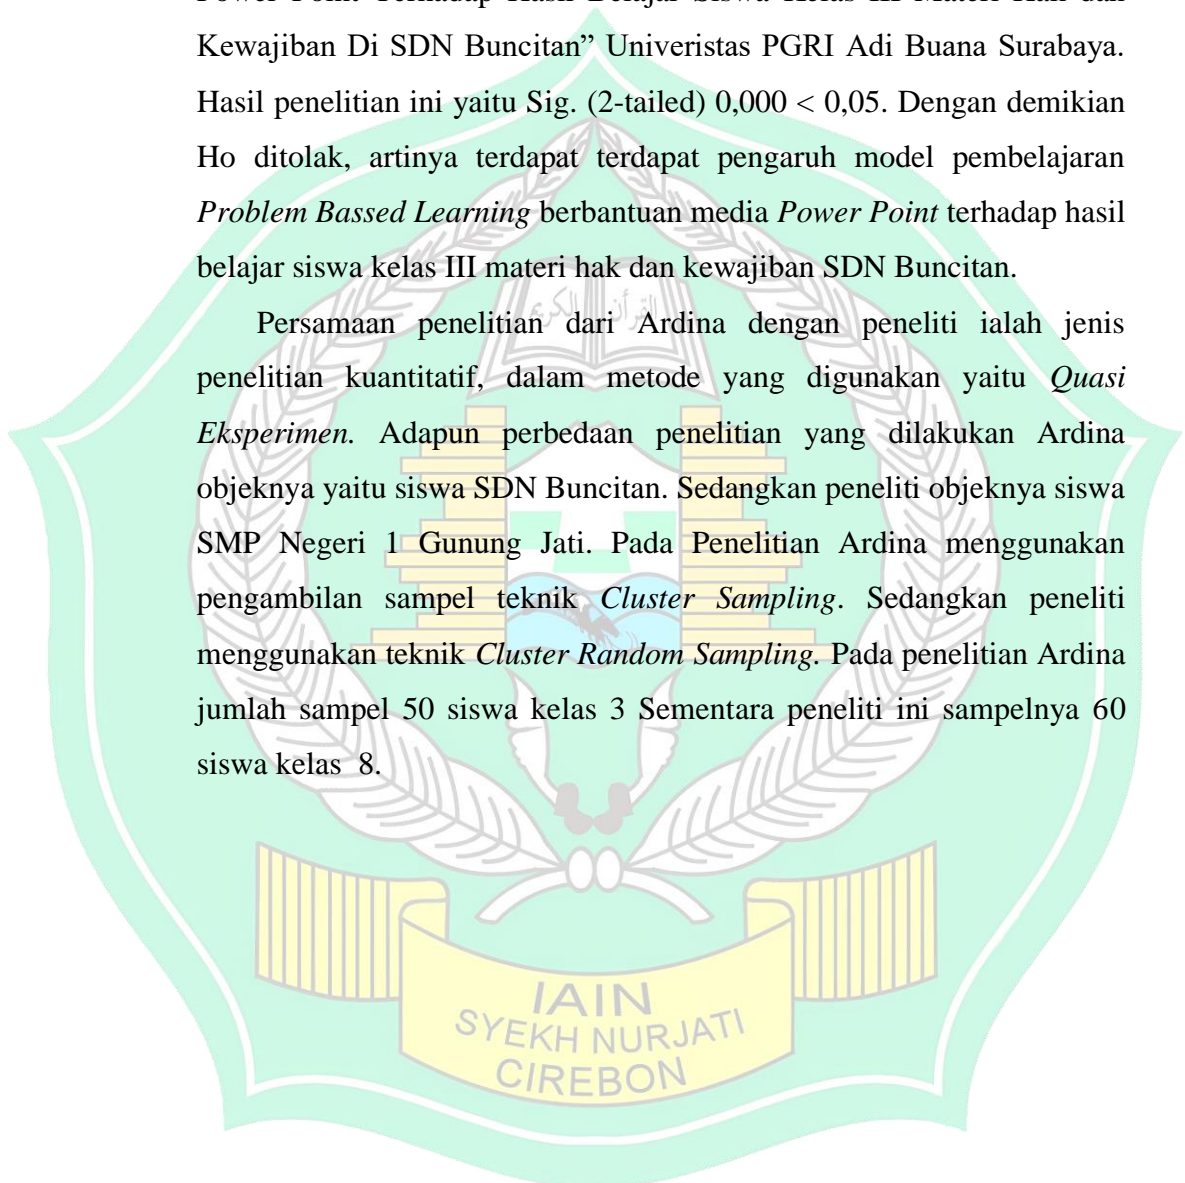 Power Point Terhadap Hasil Belajar Siswa Kelas III Materi Hak dan
Kewajiban Di SDN Buncitan” Univeristas PGRI Adi Buana Surabaya.
Hasil penelitian ini yaitu Sig. (2-tailed) 0,000 < 0,05. Dengan demikian
Ho ditolak, artinya terdapat terdapat pengaruh model pembelajaran
Problem Bassed Learning berbantuan media Power Point terhadap hasil
belajar siswa kelas III materi hak dan kewajiban SDN Buncitan.
Persamaan penelitian dari Ardina dengan peneliti ialah jenis
penelitian kuantitatif, dalam metode yang digunakan yaitu Quasi
Eksperimen. Adapun perbedaan penelitian yang dilakukan Ardina
objeknya yaitu siswa SDN Buncitan. Sedangkan peneliti objeknya siswa
SMP Negeri 1 Gunung Jati. Pada Penelitian Ardina menggunakan
pengambilan sampel teknik Cluster Sampling. Sedangkan peneliti
menggunakan teknik Cluster Random Sampling. Pada penelitian Ardina
jumlah sampel 50 siswa kelas 3 Sementara peneliti ini sampelnya 60
siswa kelas 8.
القرأن الكريم
IAIN
SYEKH NURJATI
CIREBON